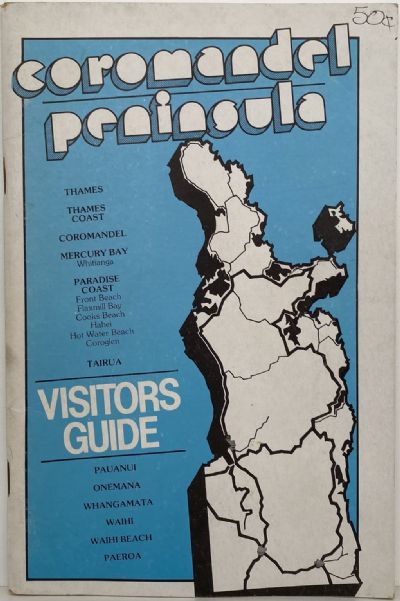 50¢
coromandel
peninsula
THAMES
THAMES
COAST
COROMANDEL
MERCURY BAY
Whitianga
PARADISE
COAST
Front Beach
Flaxmill Bay
Cooks Beach
Hahei
Hot Water Beach
Coroglen
TAIRUA
VISITORS
GUIDE
PAUANUI
ONEMANA
WHANGAMATA
WAIHI
WAIHI BEACH
PAEROA